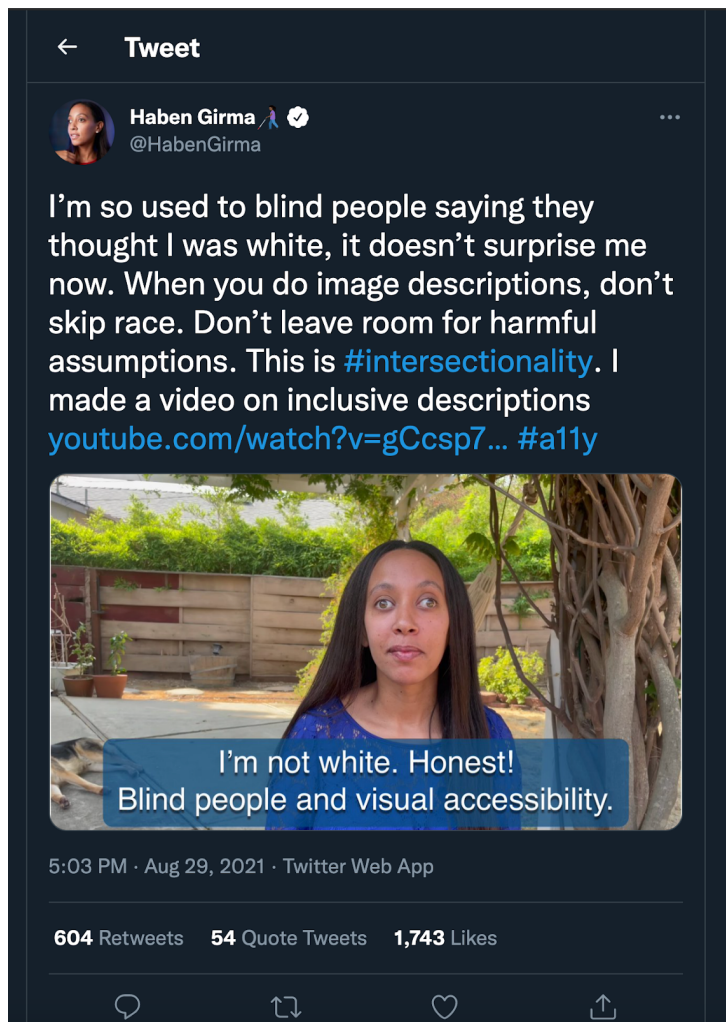 Tweet
Haben Girma
@HabenGirma
I’m so used to blind people saying they
thought I was white, it doesn’t surprise me
now. When you do image descriptions, don’t
skip race. Don’t leave room for harmful
assumptions. This is #intersectionality. I
made a video on inclusive descriptions
youtube.com/watch?v=gCcsp7... #a11y
I’m not white. Honest!
Blind people and visual accessibility.
5:03 PM · Aug 29, 2021 · Twitter Web App
604 Retweets 54 Quote Tweets 1,743 Likes